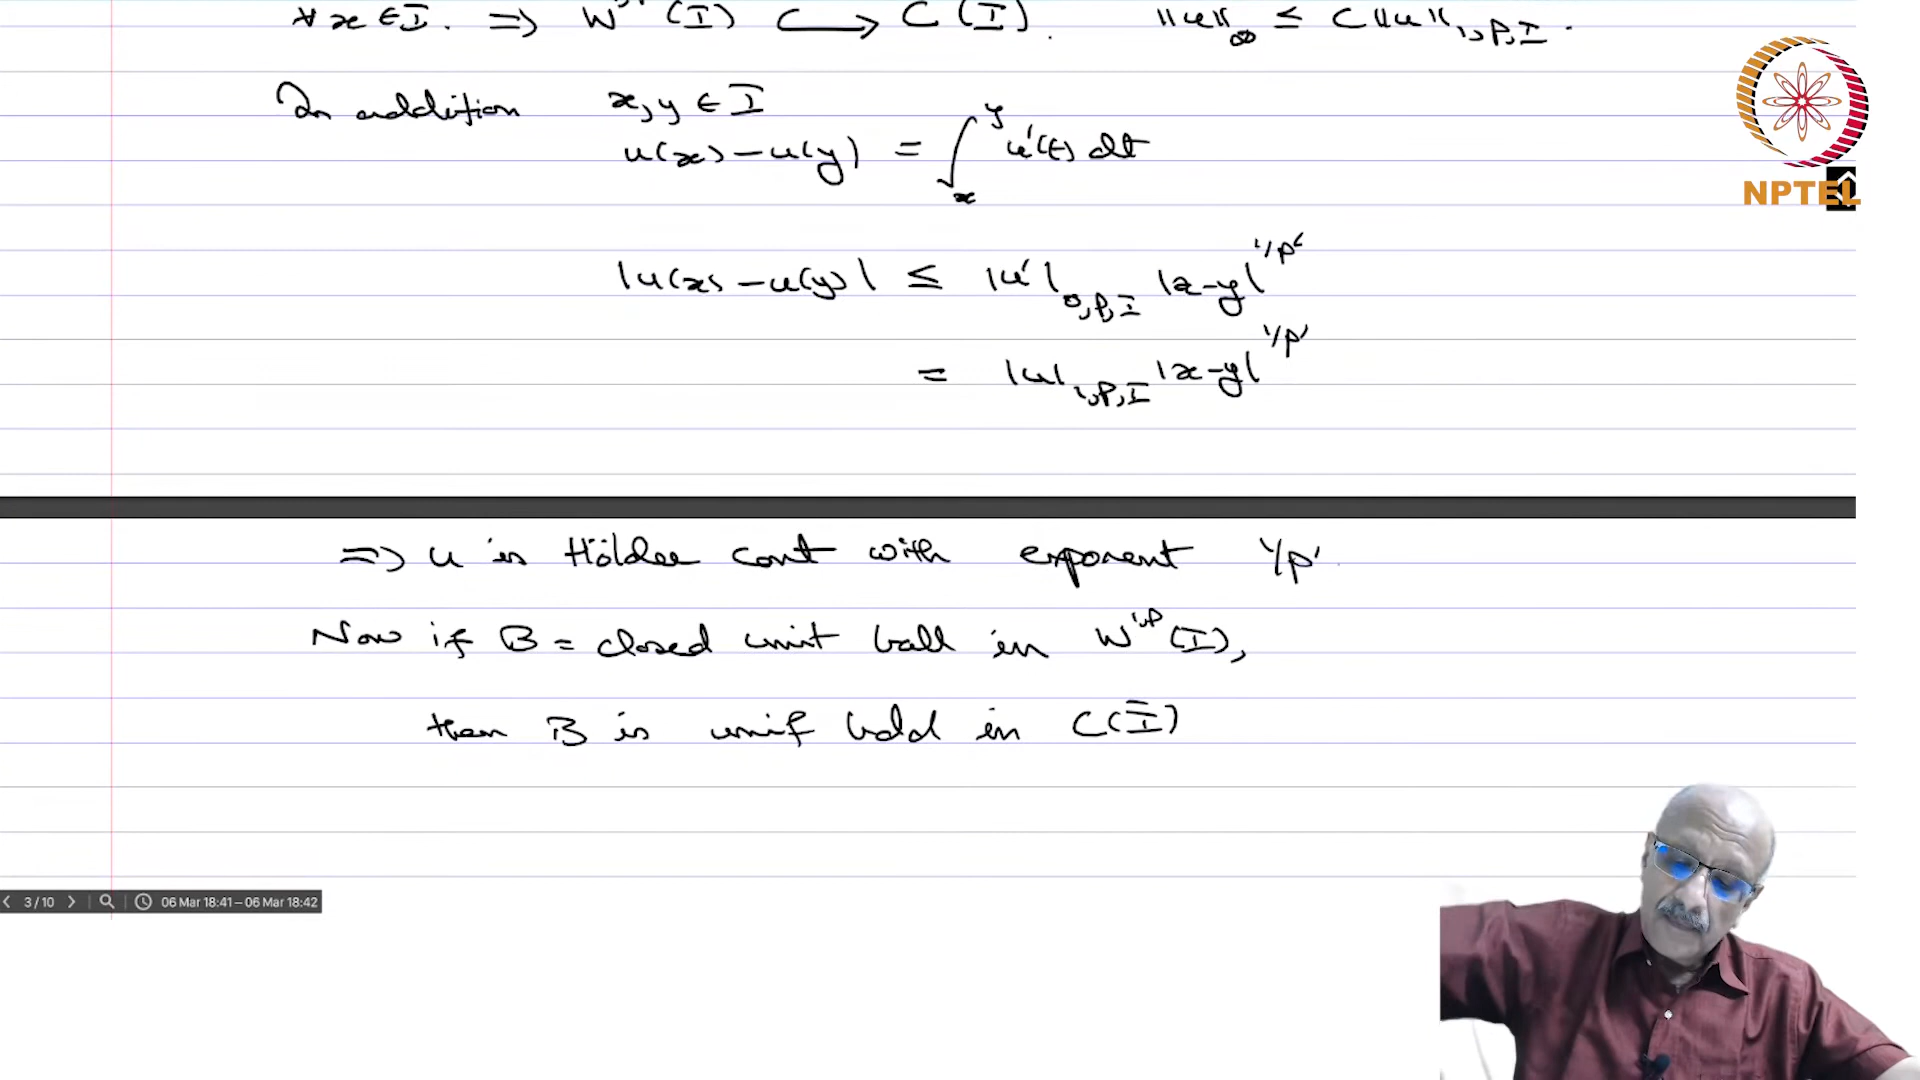 ∀ x ∈ I. ⇒ W^{1,p}(I) ↪ C(Ī). ‖u‖_∞ ≤ C‖u‖_{1,p,I}.
In addition x, y ∈ I
u(x) – u(y) = ∫_x^y u'(t) dt
|u(x) – u(y)| ≤ |u'|_{0,p,I} |x-y|^{1/p'}
= |u|_{1,p,I} |x-y|^{1/p'}
⇒ u is Hölder cont with exponent 1/p'.
Now if B = closed unit ball in W^{1,p}(I),
then B is unif bdd in C(Ī)
NPTEL
3 / 10 06 Mar 18:41 – 06 Mar 18:42